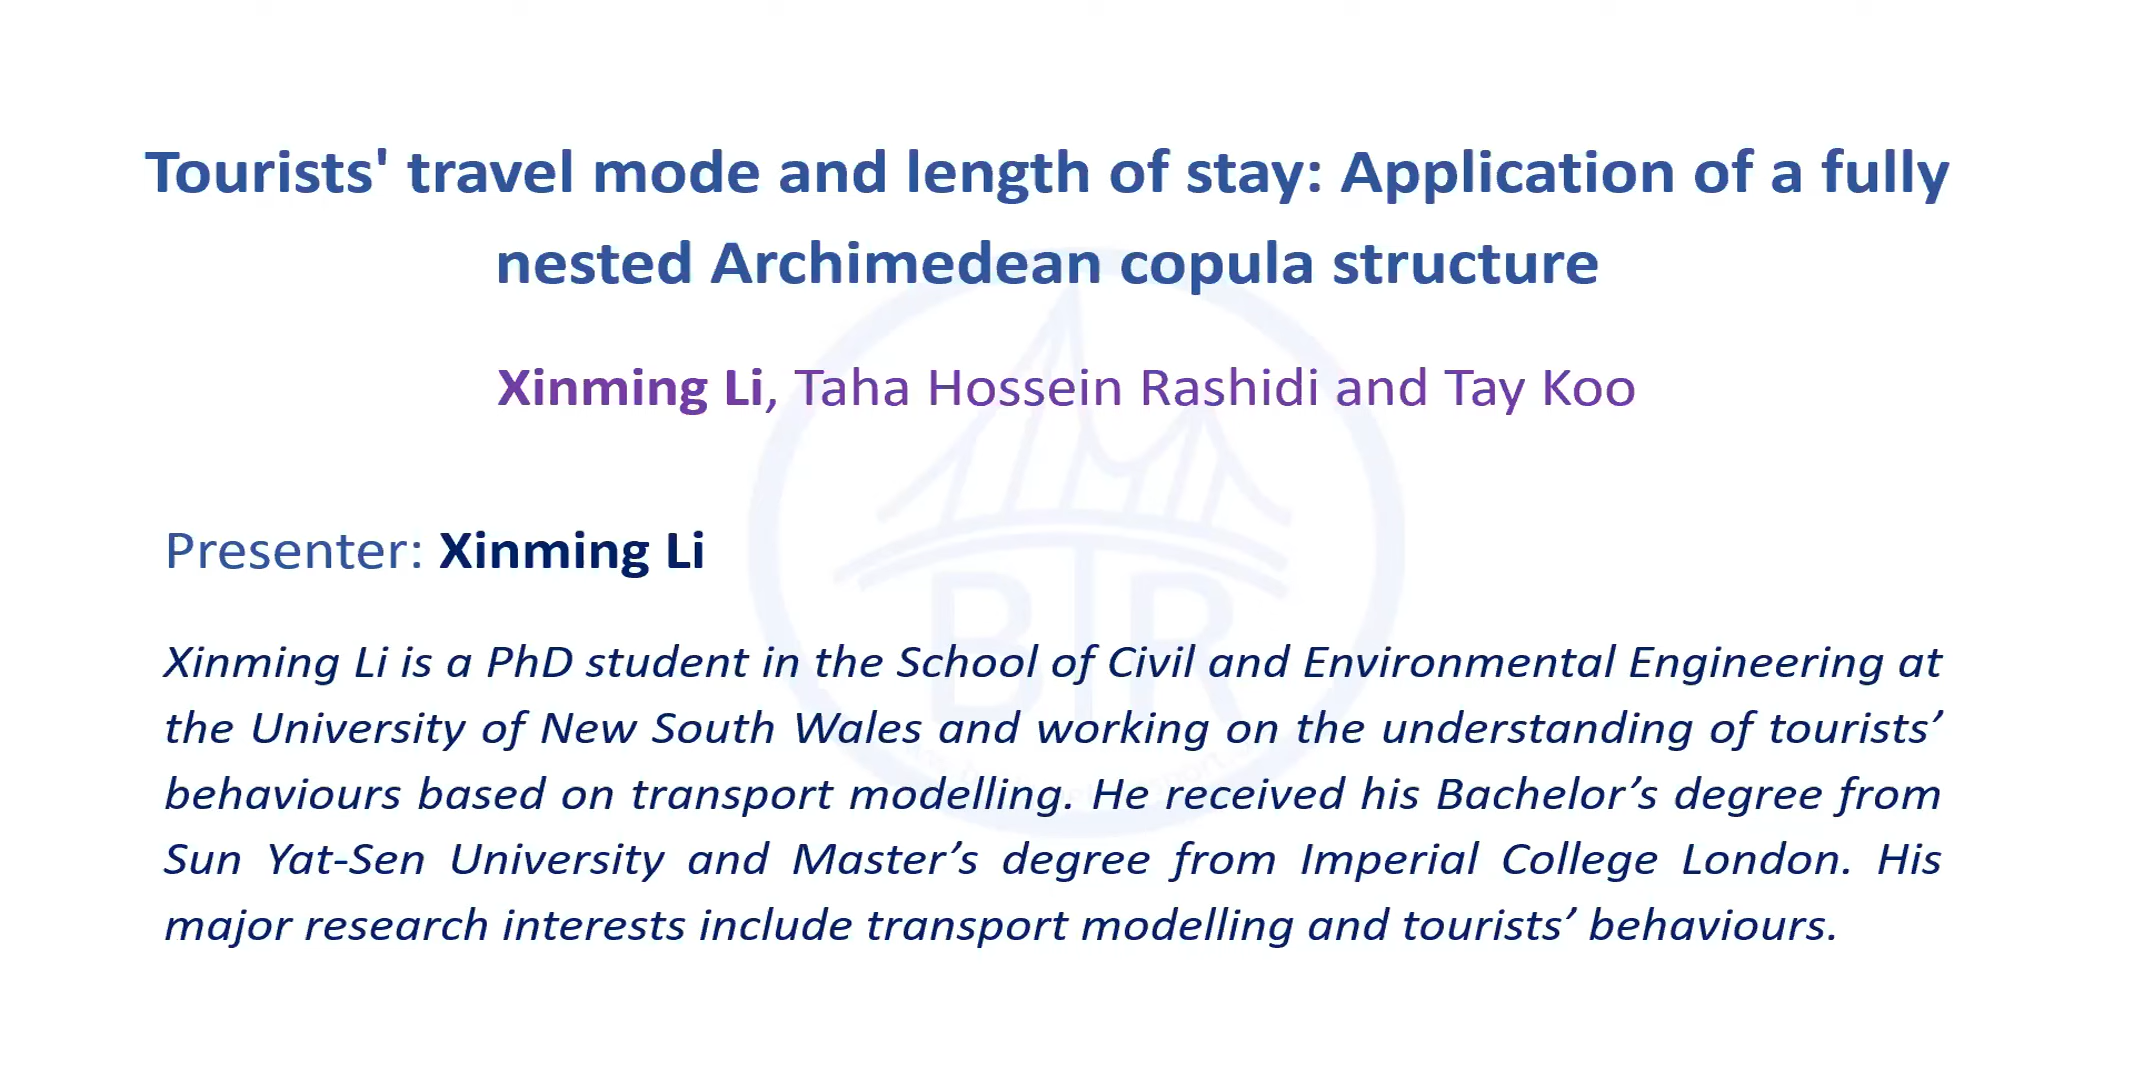 Tourists' travel mode and length of stay: Application of a fully
nested Archimedean copula structure
Xinming Li, Taha Hossein Rashidi and Tay Koo
Presenter: Xinming Li
Xinming Li is a PhD student in the School of Civil and Environmental Engineering at
the University of New South Wales and working on the understanding of tourists’
behaviours based on transport modelling. He received his Bachelor’s degree from
Sun Yat-Sen University and Master’s degree from Imperial College London. His
major research interests include transport modelling and tourists’ behaviours.
BTR